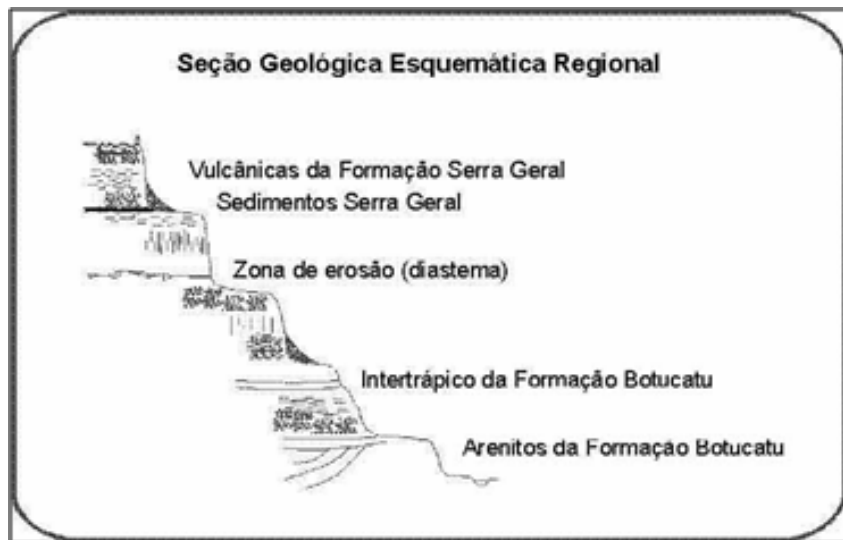 Seção Geológica Esquemática Regional
Vulcânicas da Formação Serra Geral
Sedimentos Serra Geral
Zona de erosão (diastema)
Intertrápico da Formação Botucatu
Arenitos da Formação Botucatu